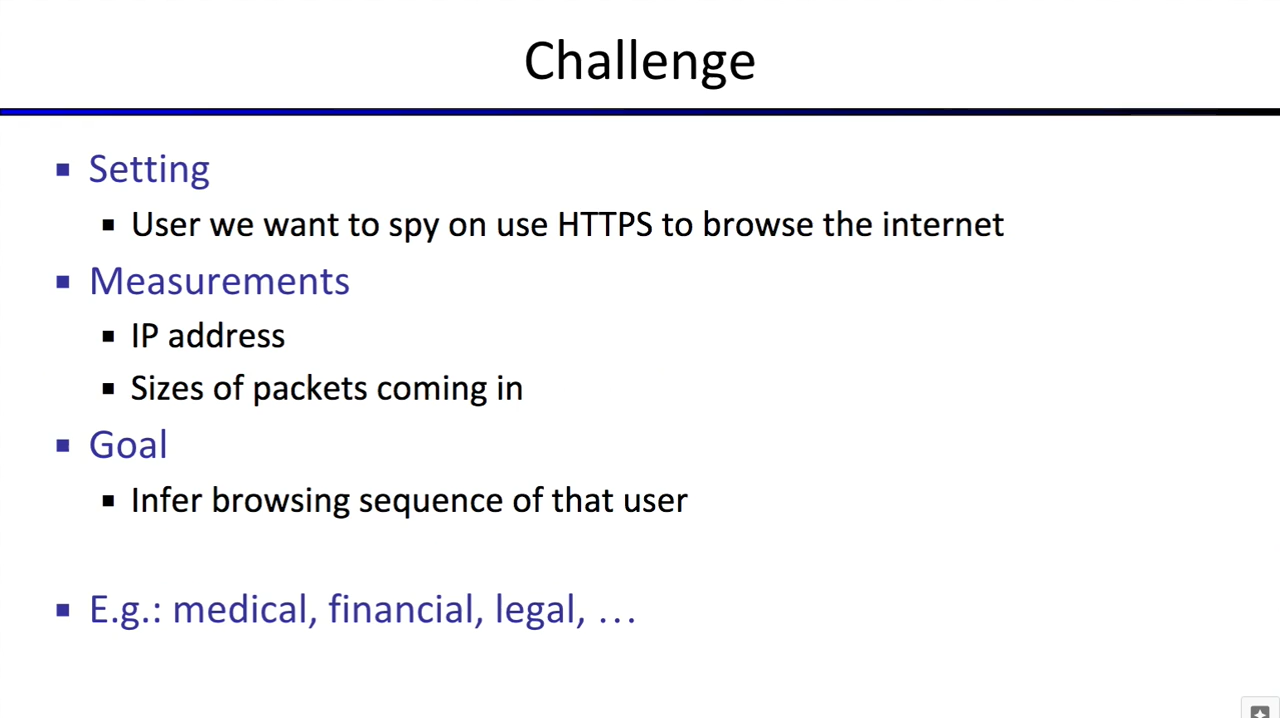 Challenge
▪ Setting
▪ User we want to spy on use HTTPS to browse the internet
▪ Measurements
▪ IP address
▪ Sizes of packets coming in
▪ Goal
▪ Infer browsing sequence of that user
▪ E.g.: medical, financial, legal, …